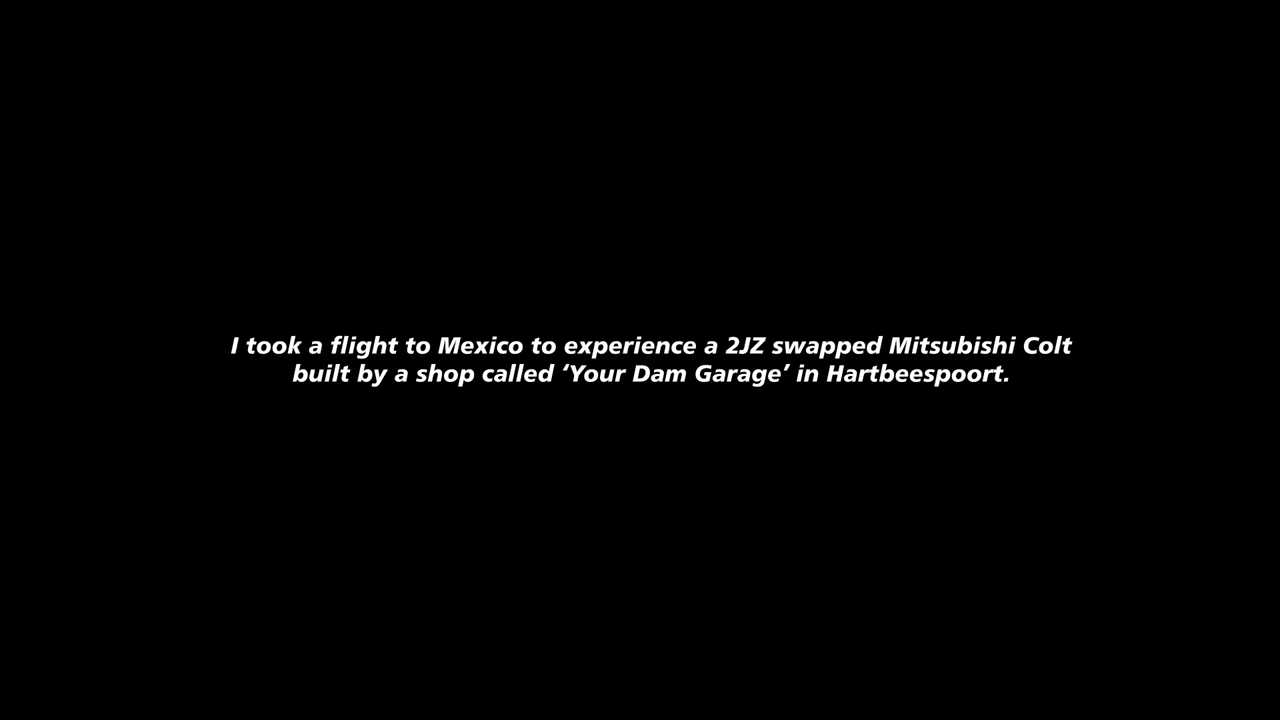 I took a flight to Mexico to experience a 2JZ swapped Mitsubishi Colt
built by a shop called ‘Your Dam Garage’ in Hartbeespoort.